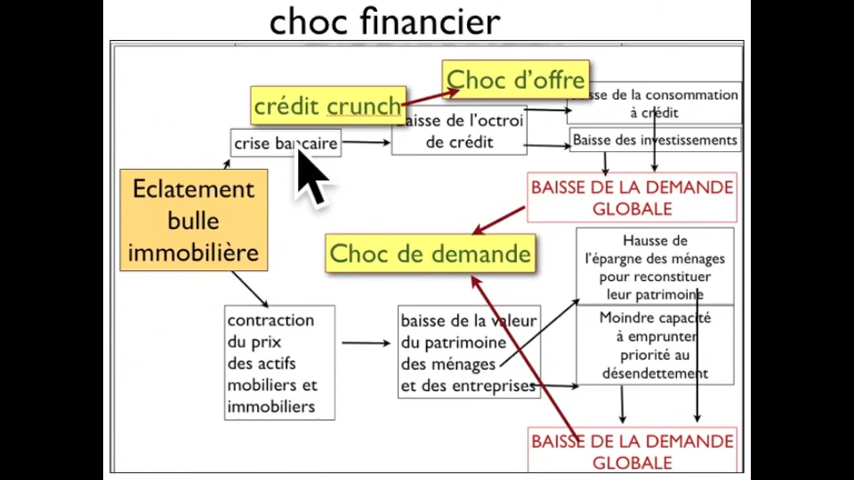 choc financier
Choc d'offre
crédit crunch
de la consommation
à crédit
de l'octroi
de crédit
Baisse des investissements
crise bancaire
Eclatement
bulle
immobilière
BAISSE DE LA DEMANDE
GLOBALE
Choc de demande
Hausse de
l'épargne des ménages
pour reconstituer
leur patrimoine
contraction
du prix
des actifs
mobiliers et
immobiliers
baisse de la valeur
du patrimoine
des ménages
et des entreprises
Moindre capacité
à emprunter
priorité au
désendettement
BAISSE DE LA DEMANDE
GLOBALE